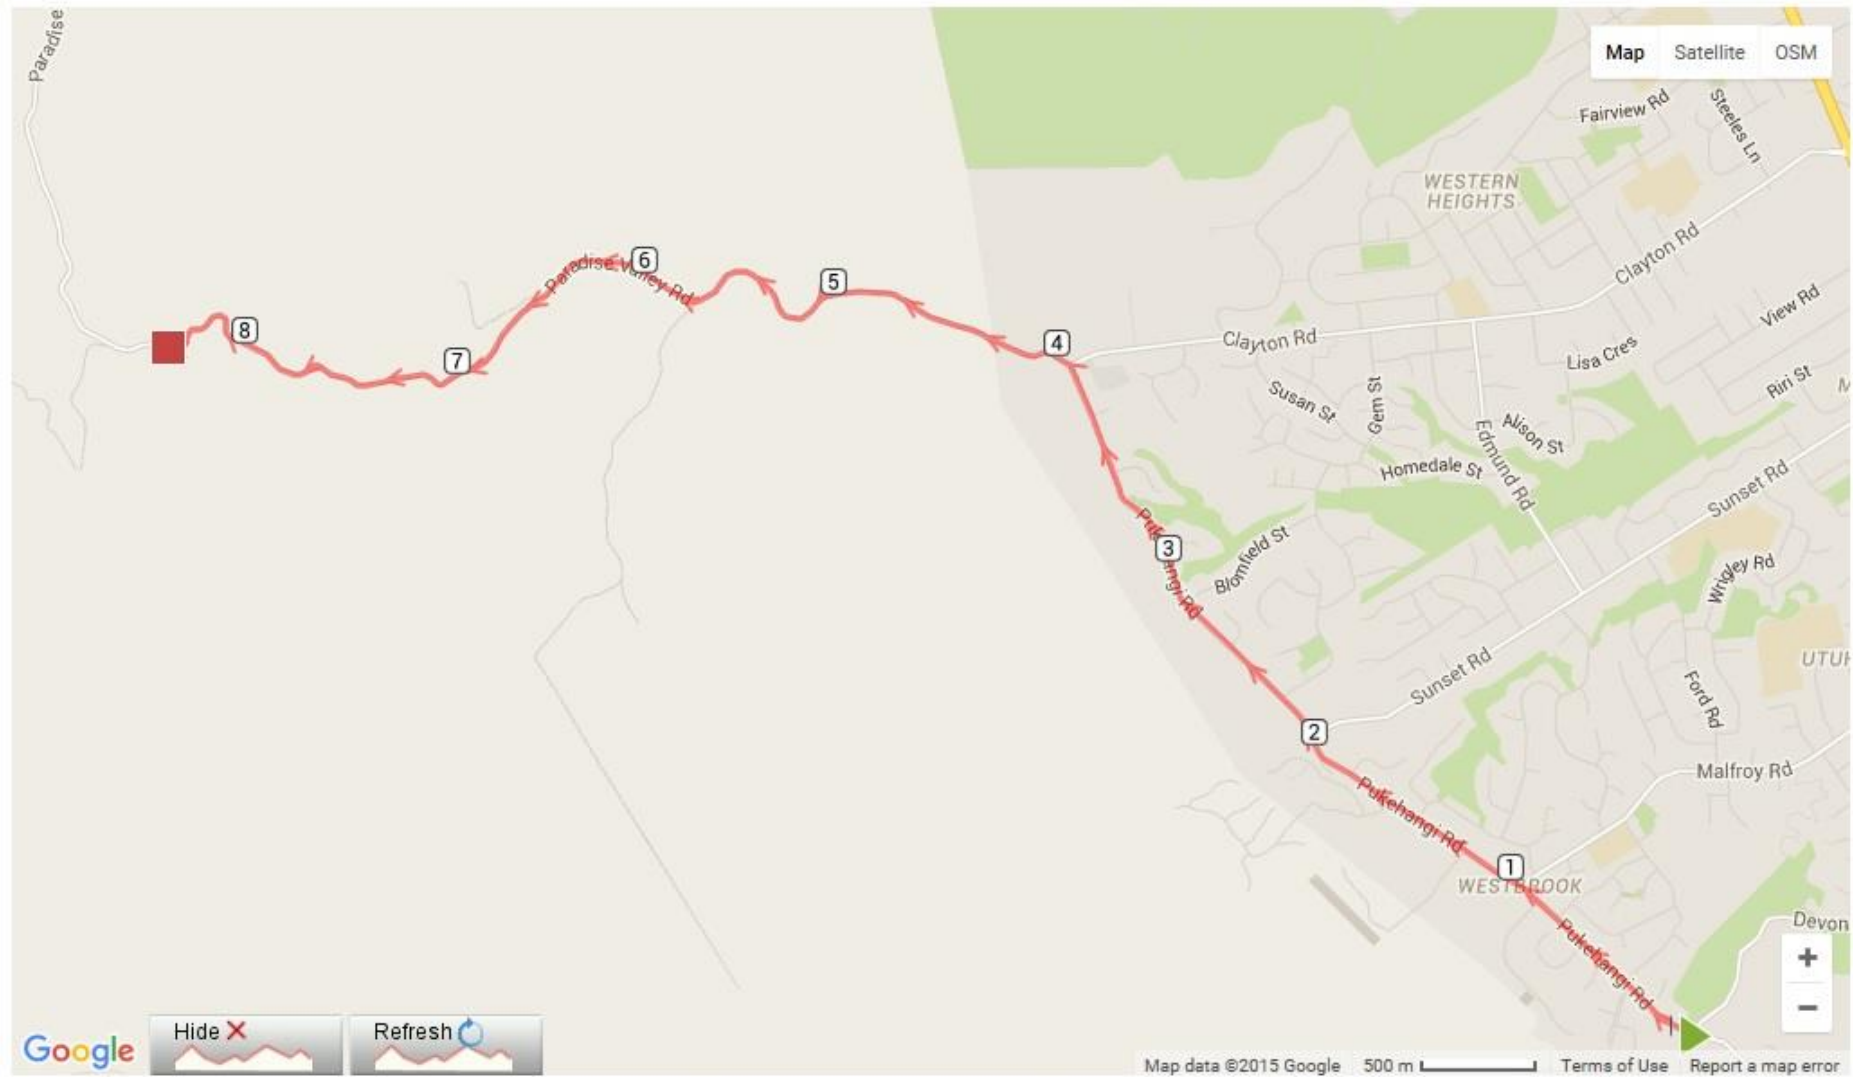 Paradise
Map Satellite OSM
Fairview Rd
Steeles Ln
WESTERN
HEIGHTS
Clayton Rd
View Rd
6
Paradise Valley Rd
5
8
7
4
Clayton Rd
Lisa Cres
Riri St
Susan St
Gem St
Alison St
Edmund Rd
Homedale St
Sunset Rd
Pukehangi Rd
3
Blomfield St
Wrigley Rd
Sunset Rd
UTUH
Ford Rd
2
Malfroy Rd
Pukehangi Rd
1
WESTBROOK
Pukehangi Rd
Devon
+
−
Hide
Refresh
Google
Map data ©2015 Google 500 m Terms of Use Report a map error